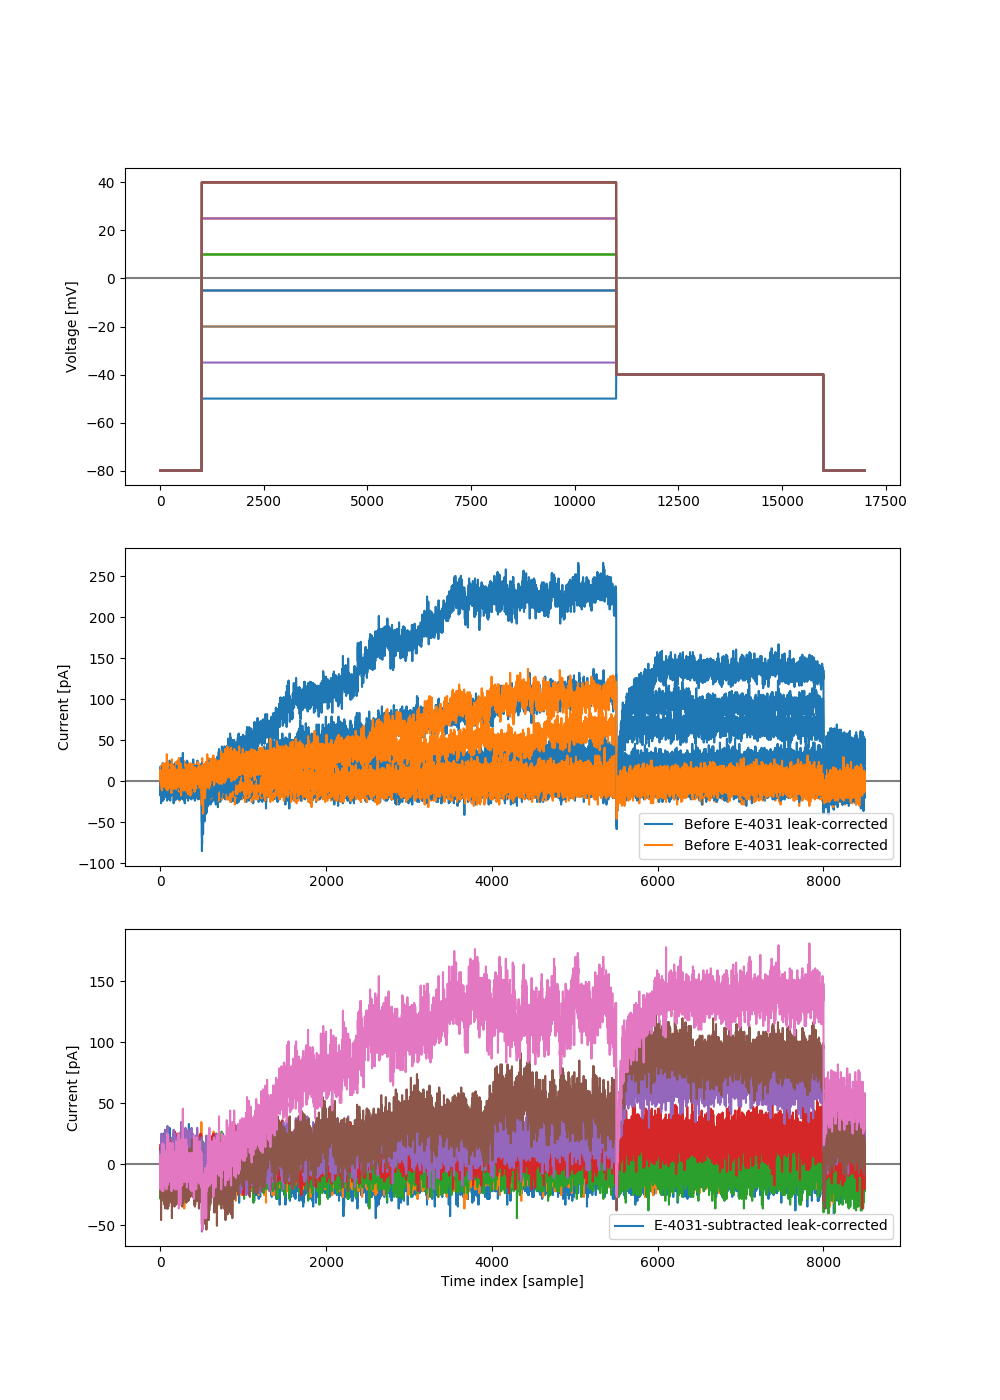 Voltage [mV]
40
20
0
−20
−40
−60
−80
0 2500 5000 7500 10000 12500 15000 17500
Current [pA]
250
200
150
100
50
0
−50
−100
Before E-4031 leak-corrected
Before E-4031 leak-corrected
0 2000 4000 6000 8000
Current [pA]
150
100
50
0
−50
E-4031-subtracted leak-corrected
0 2000 4000 6000 8000
Time index [sample]